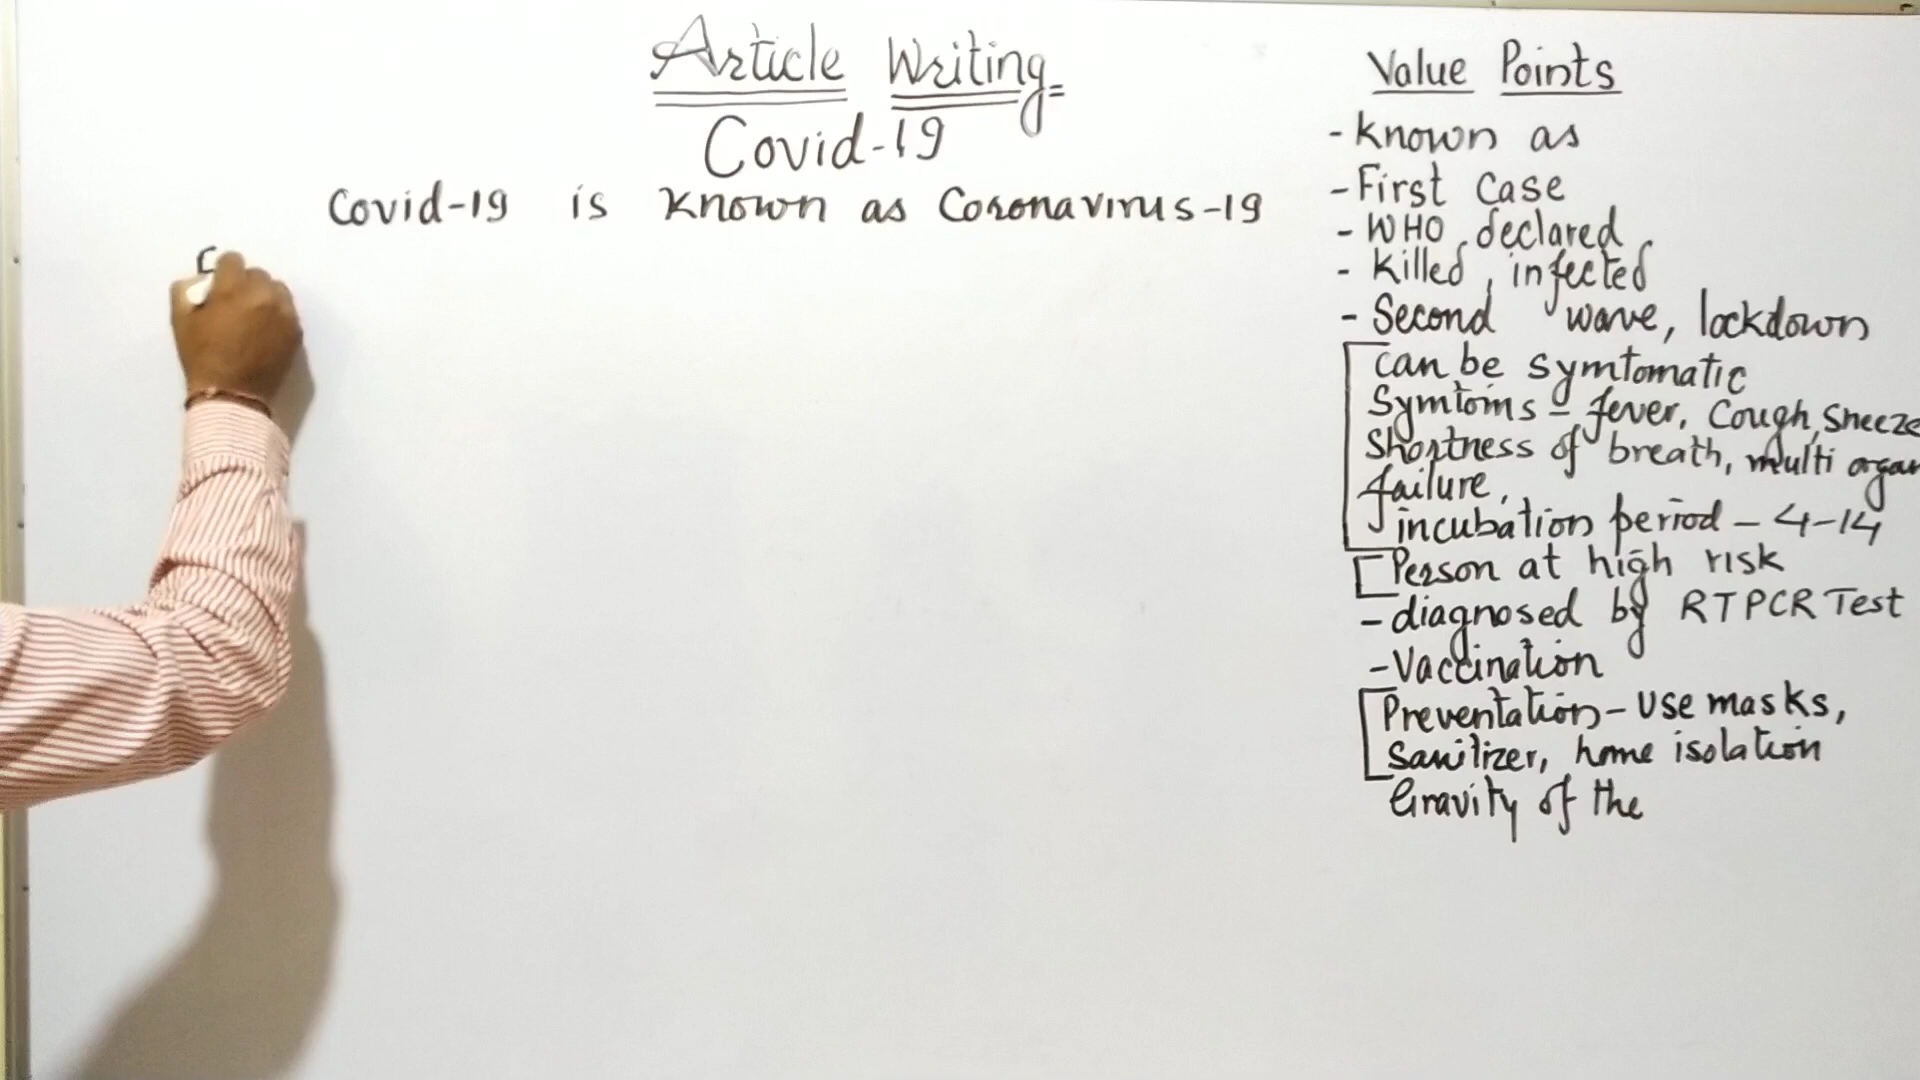 Article Writing=
Covid-19
Covid-19 is known as Coronavirus-19
Value Points
- known as
- First Case
- WHO declared
- Killed, infected
- Second wave, lockdown
can be symtomatic
Symtoms - fever, Cough, Sneeze
Shortness of breath, multi organ
failure,
incubation period - 4-14
Person at high risk
- diagnosed by RTPCR Test
- Vaccination
Preventation - Use masks,
Sanitizer, home isolation
Gravity of the